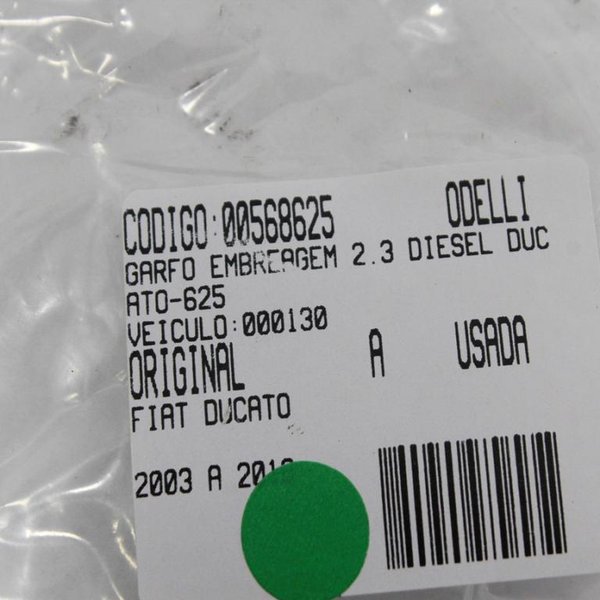 CODIGO:00568625 ODELLI
GARFO EMBREAGEM 2.3 DIESEL DUC
ATO-625
VEICULO:000130
ORIGINAL A USADA
FIAT DUCATO
2003 A